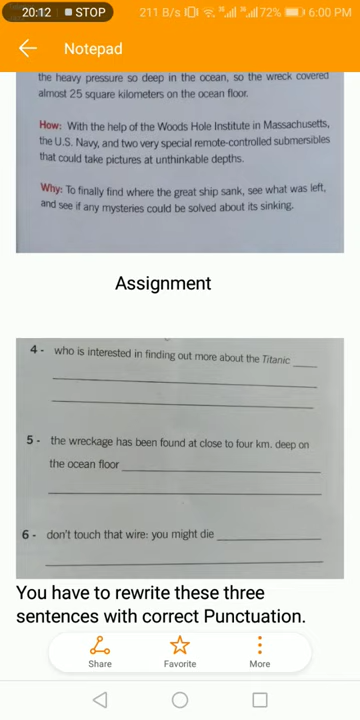 20:12 STOP 211 B/s 72% 6:00 PM
Notepad
the heavy pressure so deep in the ocean, so the wreck covered
almost 25 square kilometers on the ocean floor.
How: With the help of the Woods Hole Institute in Massachusetts,
the U.S. Navy, and two very special remote-controlled submersibles
that could take pictures at unthinkable depths.
Why: To finally find where the great ship sank, see what was left,
and see if any mysteries could be solved about its sinking.
Assignment
4 - who is interested in finding out more about the Titanic
5 - the wreckage has been found at close to four km. deep on
the ocean floor
6 - don't touch that wire: you might die
You have to rewrite these three
sentences with correct Punctuation.
Share Favorite More